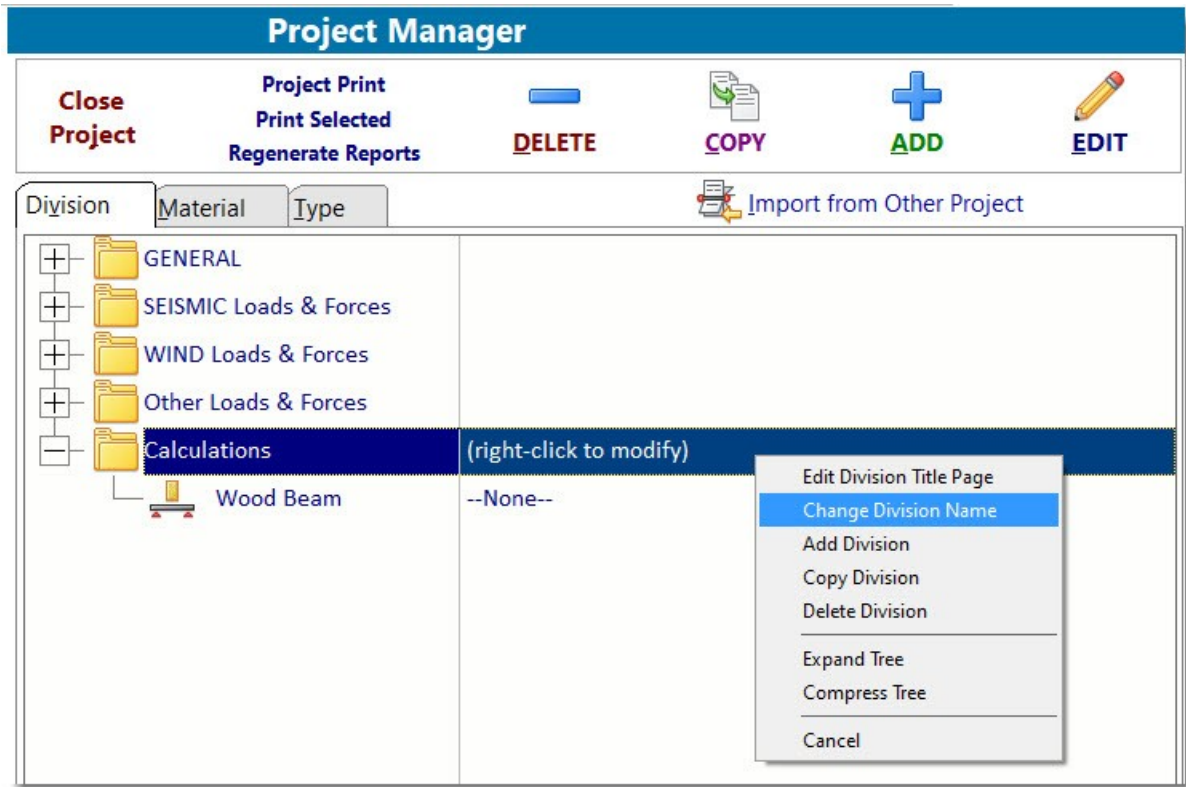 Project Manager
Close
Project
Project Print
Print Selected
Regenerate Reports
DELETE
COPY
ADD
EDIT
Division
Material
Type
Import from Other Project
GENERAL
SEISMIC Loads & Forces
WIND Loads & Forces
Other Loads & Forces
Calculations (right-click to modify)
Wood Beam --None--
Edit Division Title Page
Change Division Name
Add Division
Copy Division
Delete Division
Expand Tree
Compress Tree
Cancel